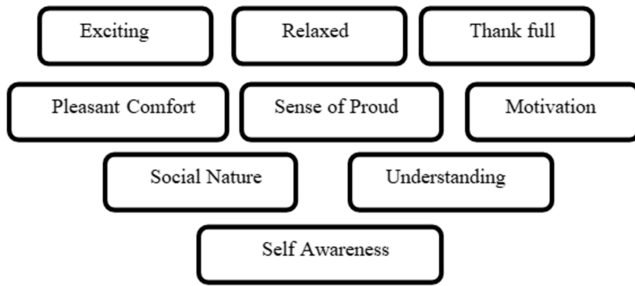 Exciting
Relaxed
Thank full
Pleasant Comfort
Sense of Proud
Motivation
Social Nature
Understanding
Self Awareness